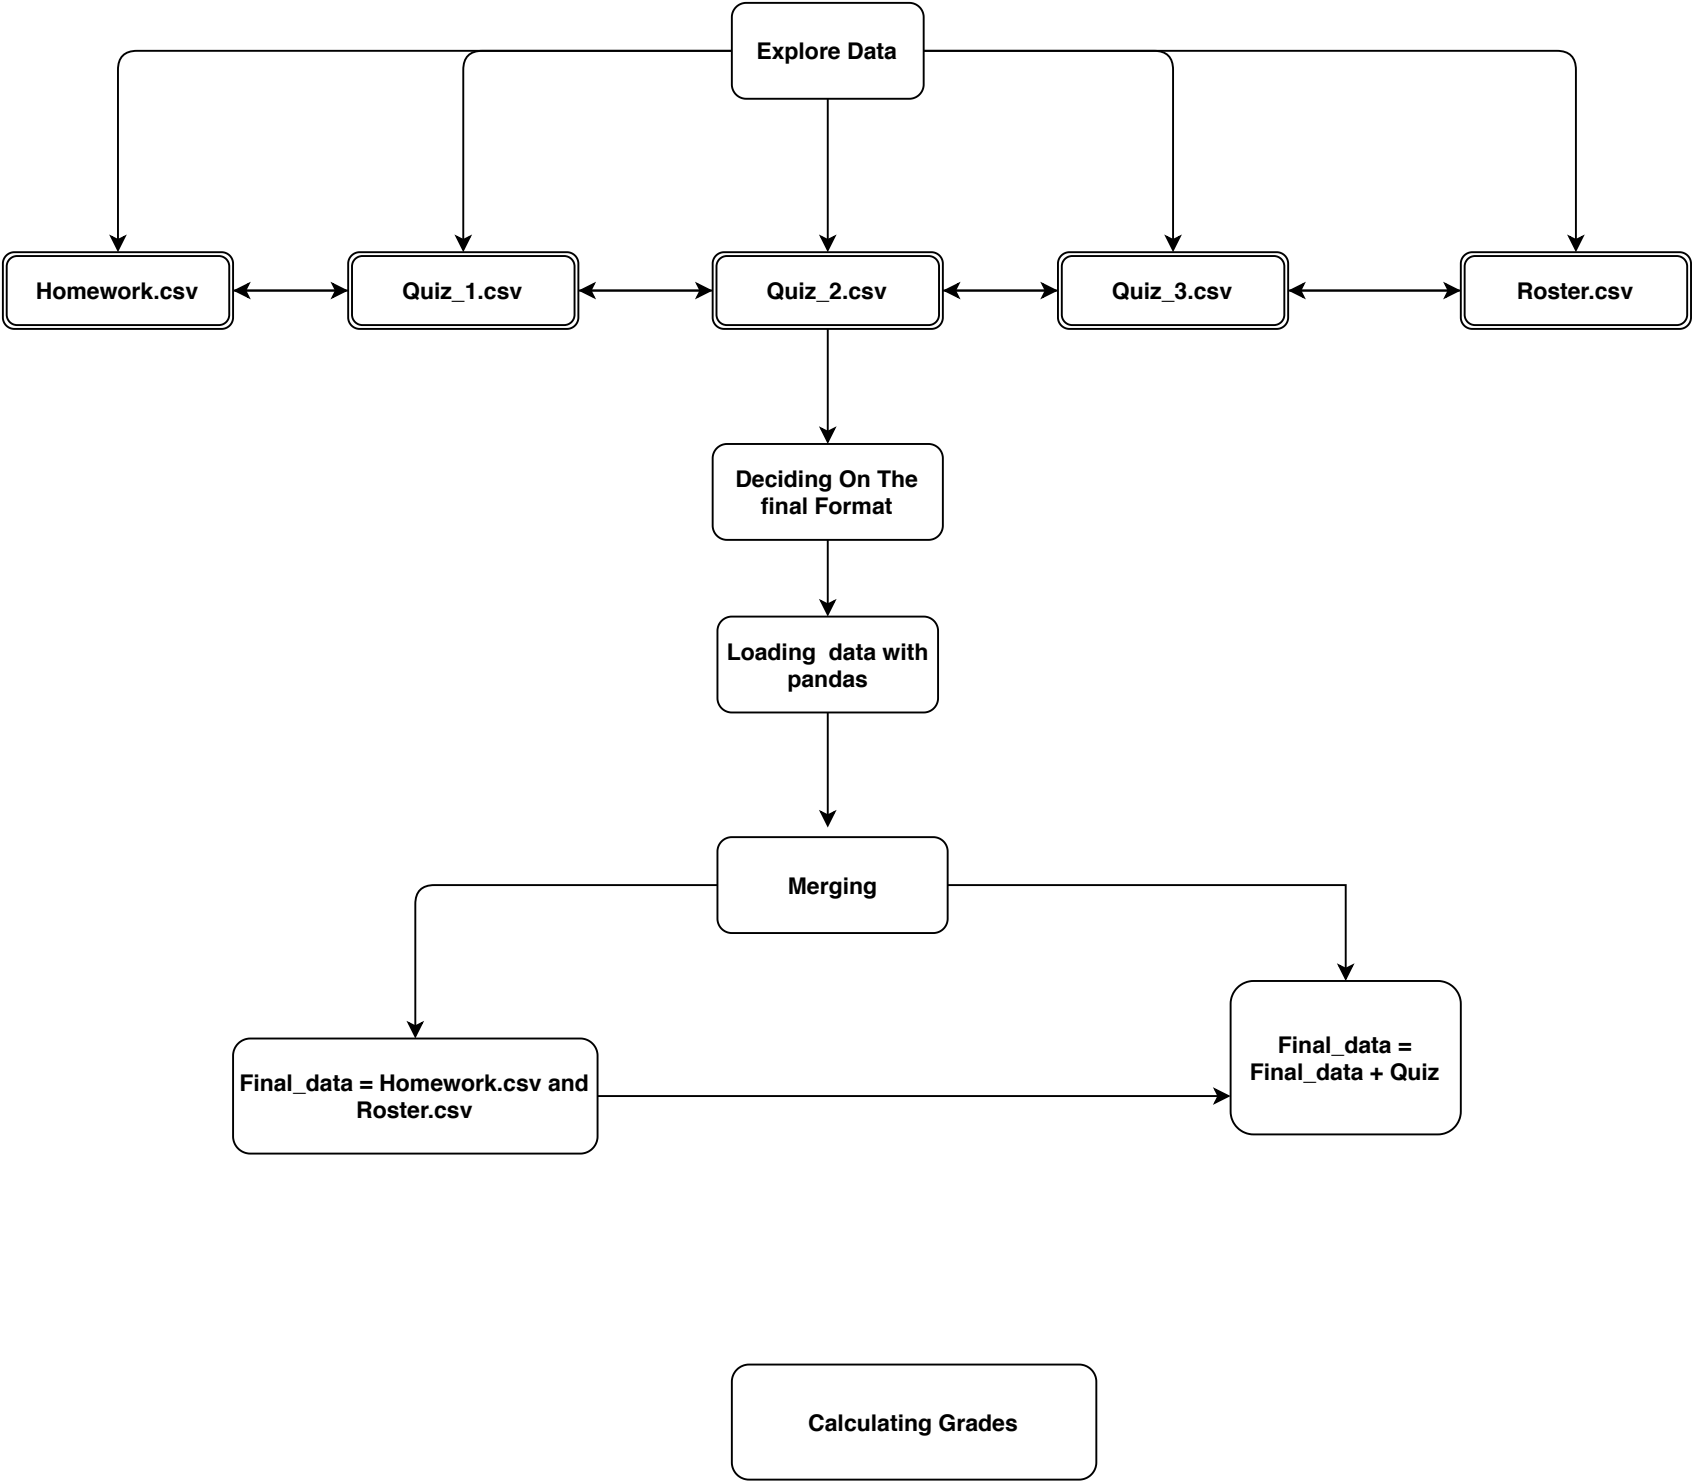 Explore Data
Homework.csv
Quiz_1.csv
Quiz_2.csv
Quiz_3.csv
Roster.csv
Deciding On The
final Format
Loading  data with
pandas
Merging
Final_data =
Final_data + Quiz
Final_data = Homework.csv and
Roster.csv
Calculating Grades